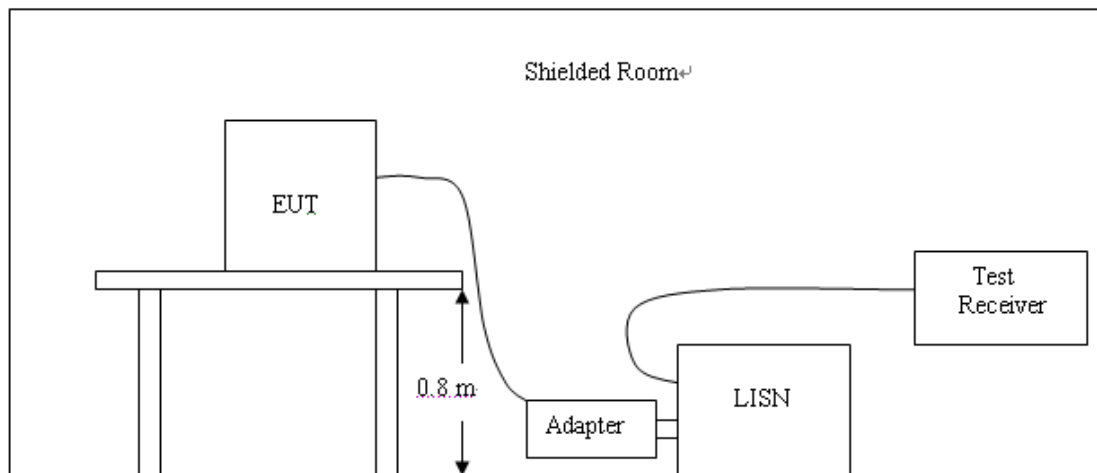 Shielded Room↵
EUT
Test
Receiver
0.8 m
LISN
Adapter